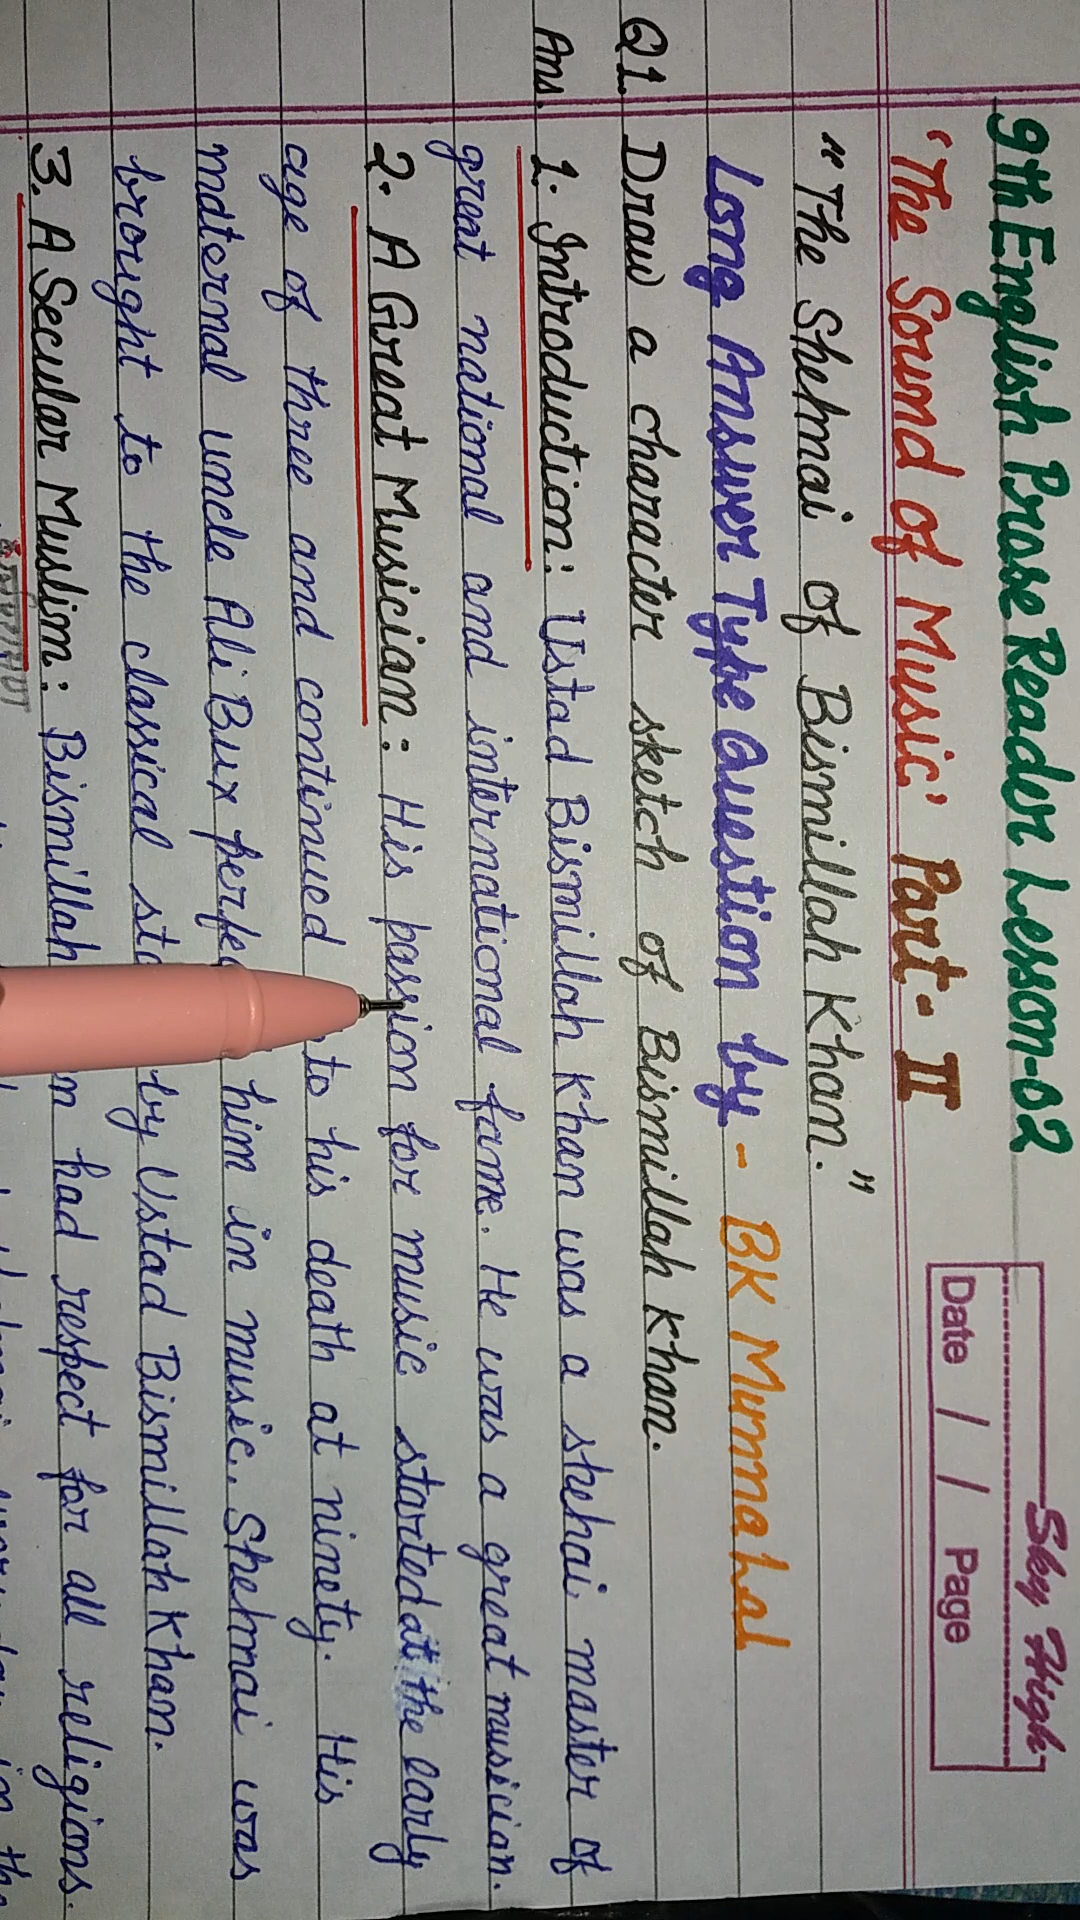 Sky High
Date / / Page
9th English Prose Reader Lesson-02
'The Sound of Music' Part-II
"The Shehnai of Bismillah Khan."
Long Answer Type Question by - BK Munna Lal
Q1. Draw a character sketch of Bismillah Khan.
Ans. 1. Introduction: Ustad Bismillah Khan was a shehai master of
great national and international fame. He was a great musician.
2. A Great Musician: His passion for music started at the early
age of three and continued to his death at ninety. His
maternal uncle Ali Bux perfe him in music. Shehnai was
brought to the classical sta by Ustad Bismillah Khan.
3. A Secular Muslim: Bismillah n had respect for all religions.